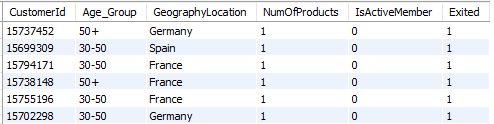 CustomerId Age_Group GeographyLocation NumOfProducts IsActiveMember Exited
15737452 50+ Germany 1 0 1
15699309 30-50 Spain 1 0 1
15794171 30-50 France 1 0 1
15738148 50+ France 1 0 1
15755196 30-50 France 1 0 1
15702298 30-50 Germany 1 0 1